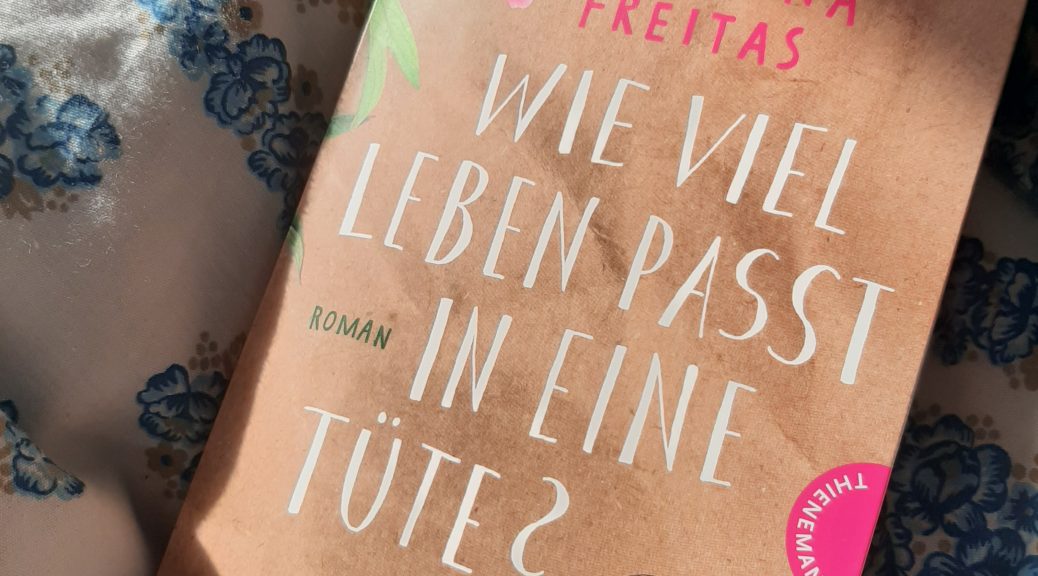 FREITAS
WIE VIEL
LEBEN PASST
IN EINE
TÜTE?
ROMAN